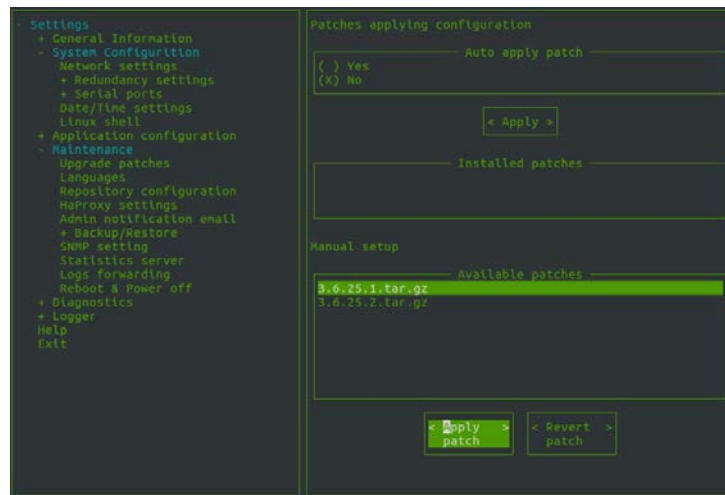 - Settings
+ General Information
- System Configurition
Network settings
+ Redundancy settings
+ Serial ports
Date/Time settings
Linux shell
+ Application configuration
- Maintenance
Upgrade patches
Languages
Repository configuration
HaProxy settings
Admin notification email
+ Backup/Restore
SNMP setting
Statistics server
Logs forwarding
Reboot & Power off
+ Diagnostics
+ Logger
Help
Exit
Patches applying configuration
Auto apply patch
( ) Yes
(X) No
< Apply >
Installed patches
Manual setup
Available patches
3.6.25.1.tar.gz
3.6.25.2.tar.gz
< Apply >
patch
< Revert >
patch